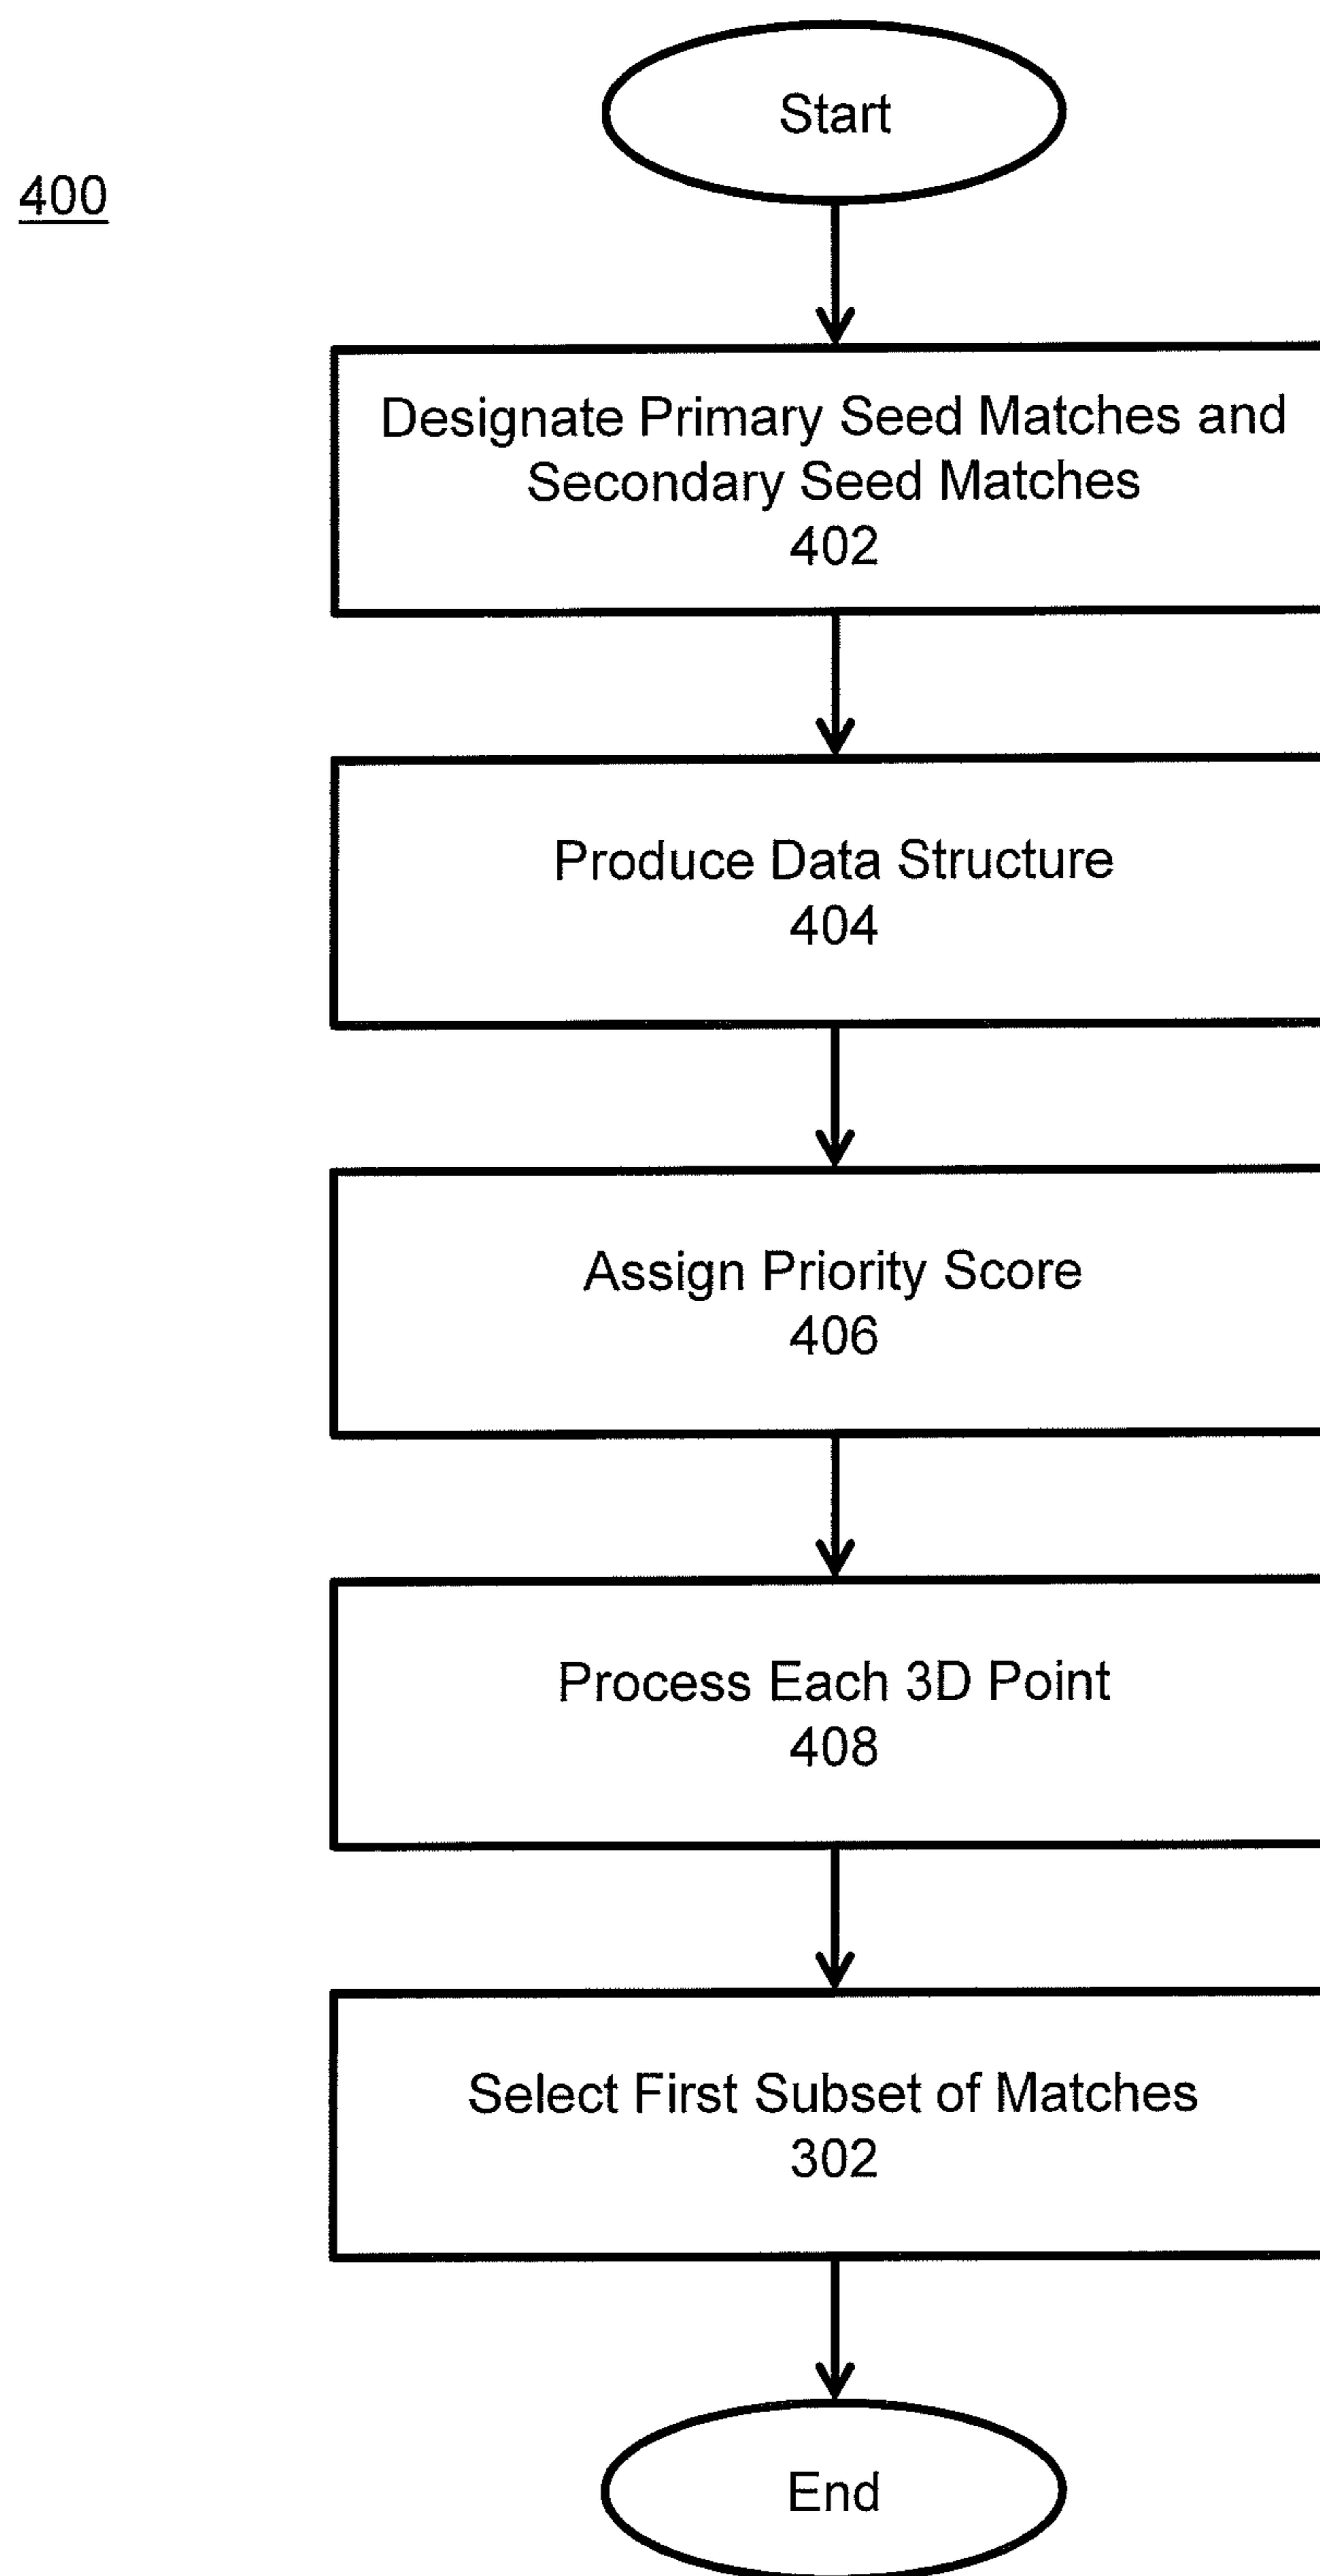 Start
400
Designate Primary Seed Matches and
Secondary Seed Matches
402
Produce Data Structure
404
Assign Priority Score
406
Process Each 3D Point
408
Select First Subset of Matches
302
End